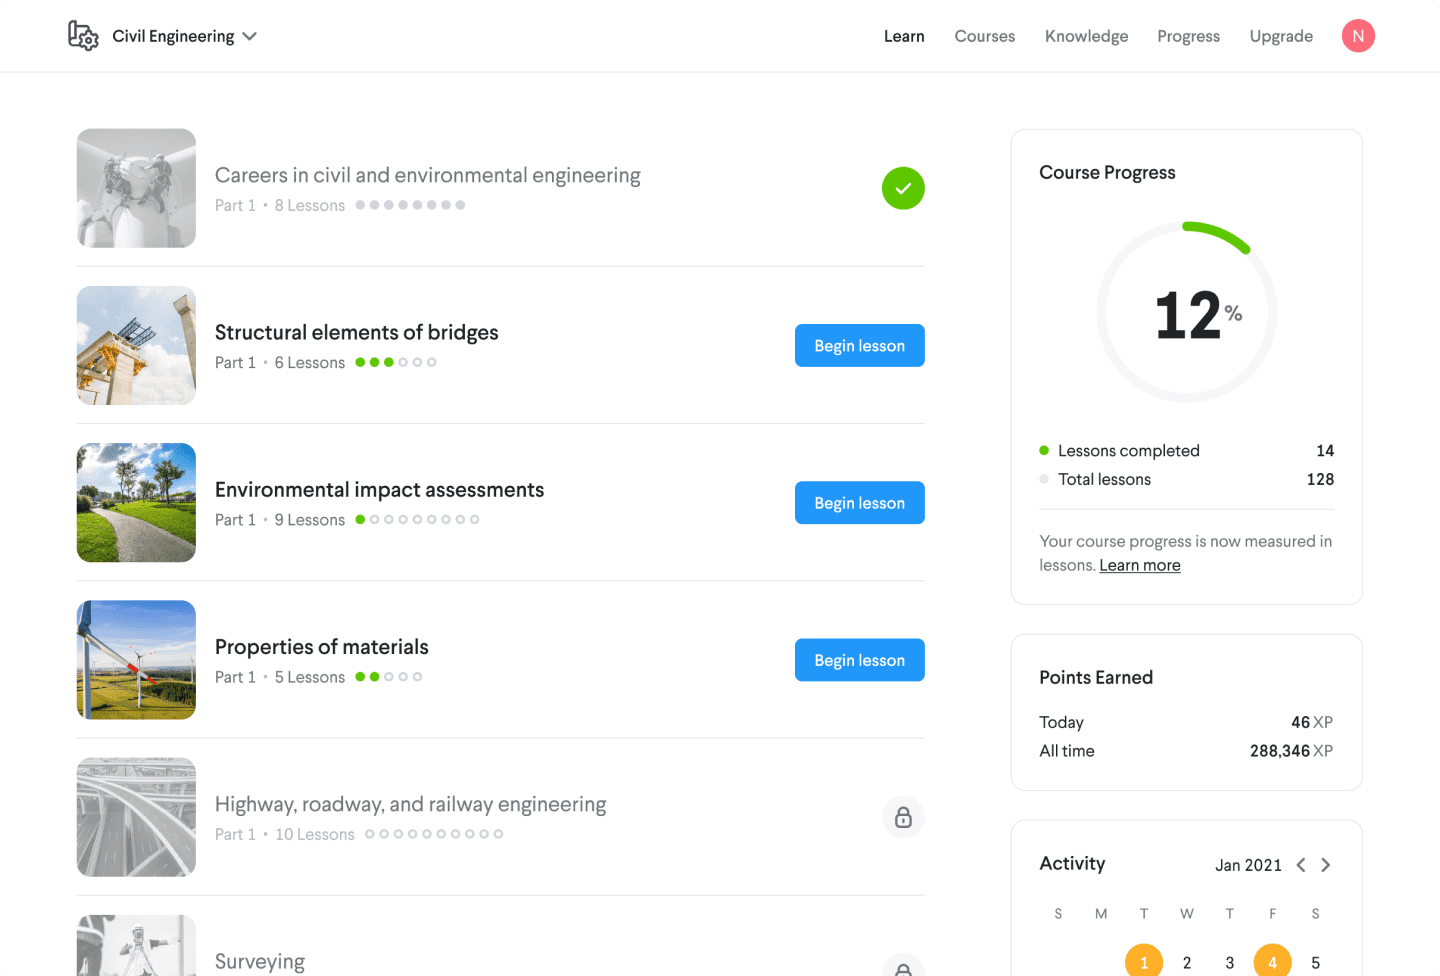 Civil Engineering
Learn
Courses
Knowledge
Progress
Upgrade
N
Careers in civil and environmental engineering
Part 1 • 8 Lessons
Structural elements of bridges
Part 1 • 6 Lessons
Begin lesson
Environmental impact assessments
Part 1 • 9 Lessons
Begin lesson
Properties of materials
Part 1 • 5 Lessons
Begin lesson
Highway, roadway, and railway engineering
Part 1 • 10 Lessons
Surveying
Course Progress
12%
Lessons completed 14
Total lessons 128
Your course progress is now measured in
lessons. Learn more
Points Earned
Today 46 XP
All time 288,346 XP
Activity Jan 2021
S M T W T F S
1 2 3 4 5